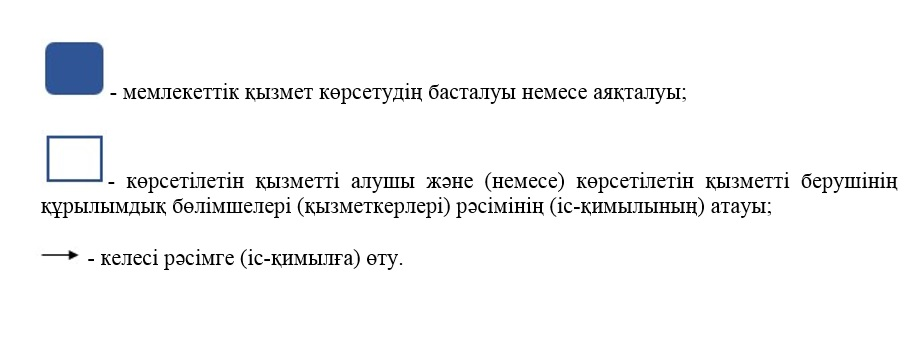 - мемлекеттік қызмет көрсетудің басталуы немесе аяқталуы;
- көрсетілетін қызметті алушы және (немесе) көрсетілетін қызметті берушінің
құрылымдық бөлімшелері (қызметкерлері) рәсімінің (іс-қимылының) атауы;
- келесі рәсімге (іс-қимылға) өту.